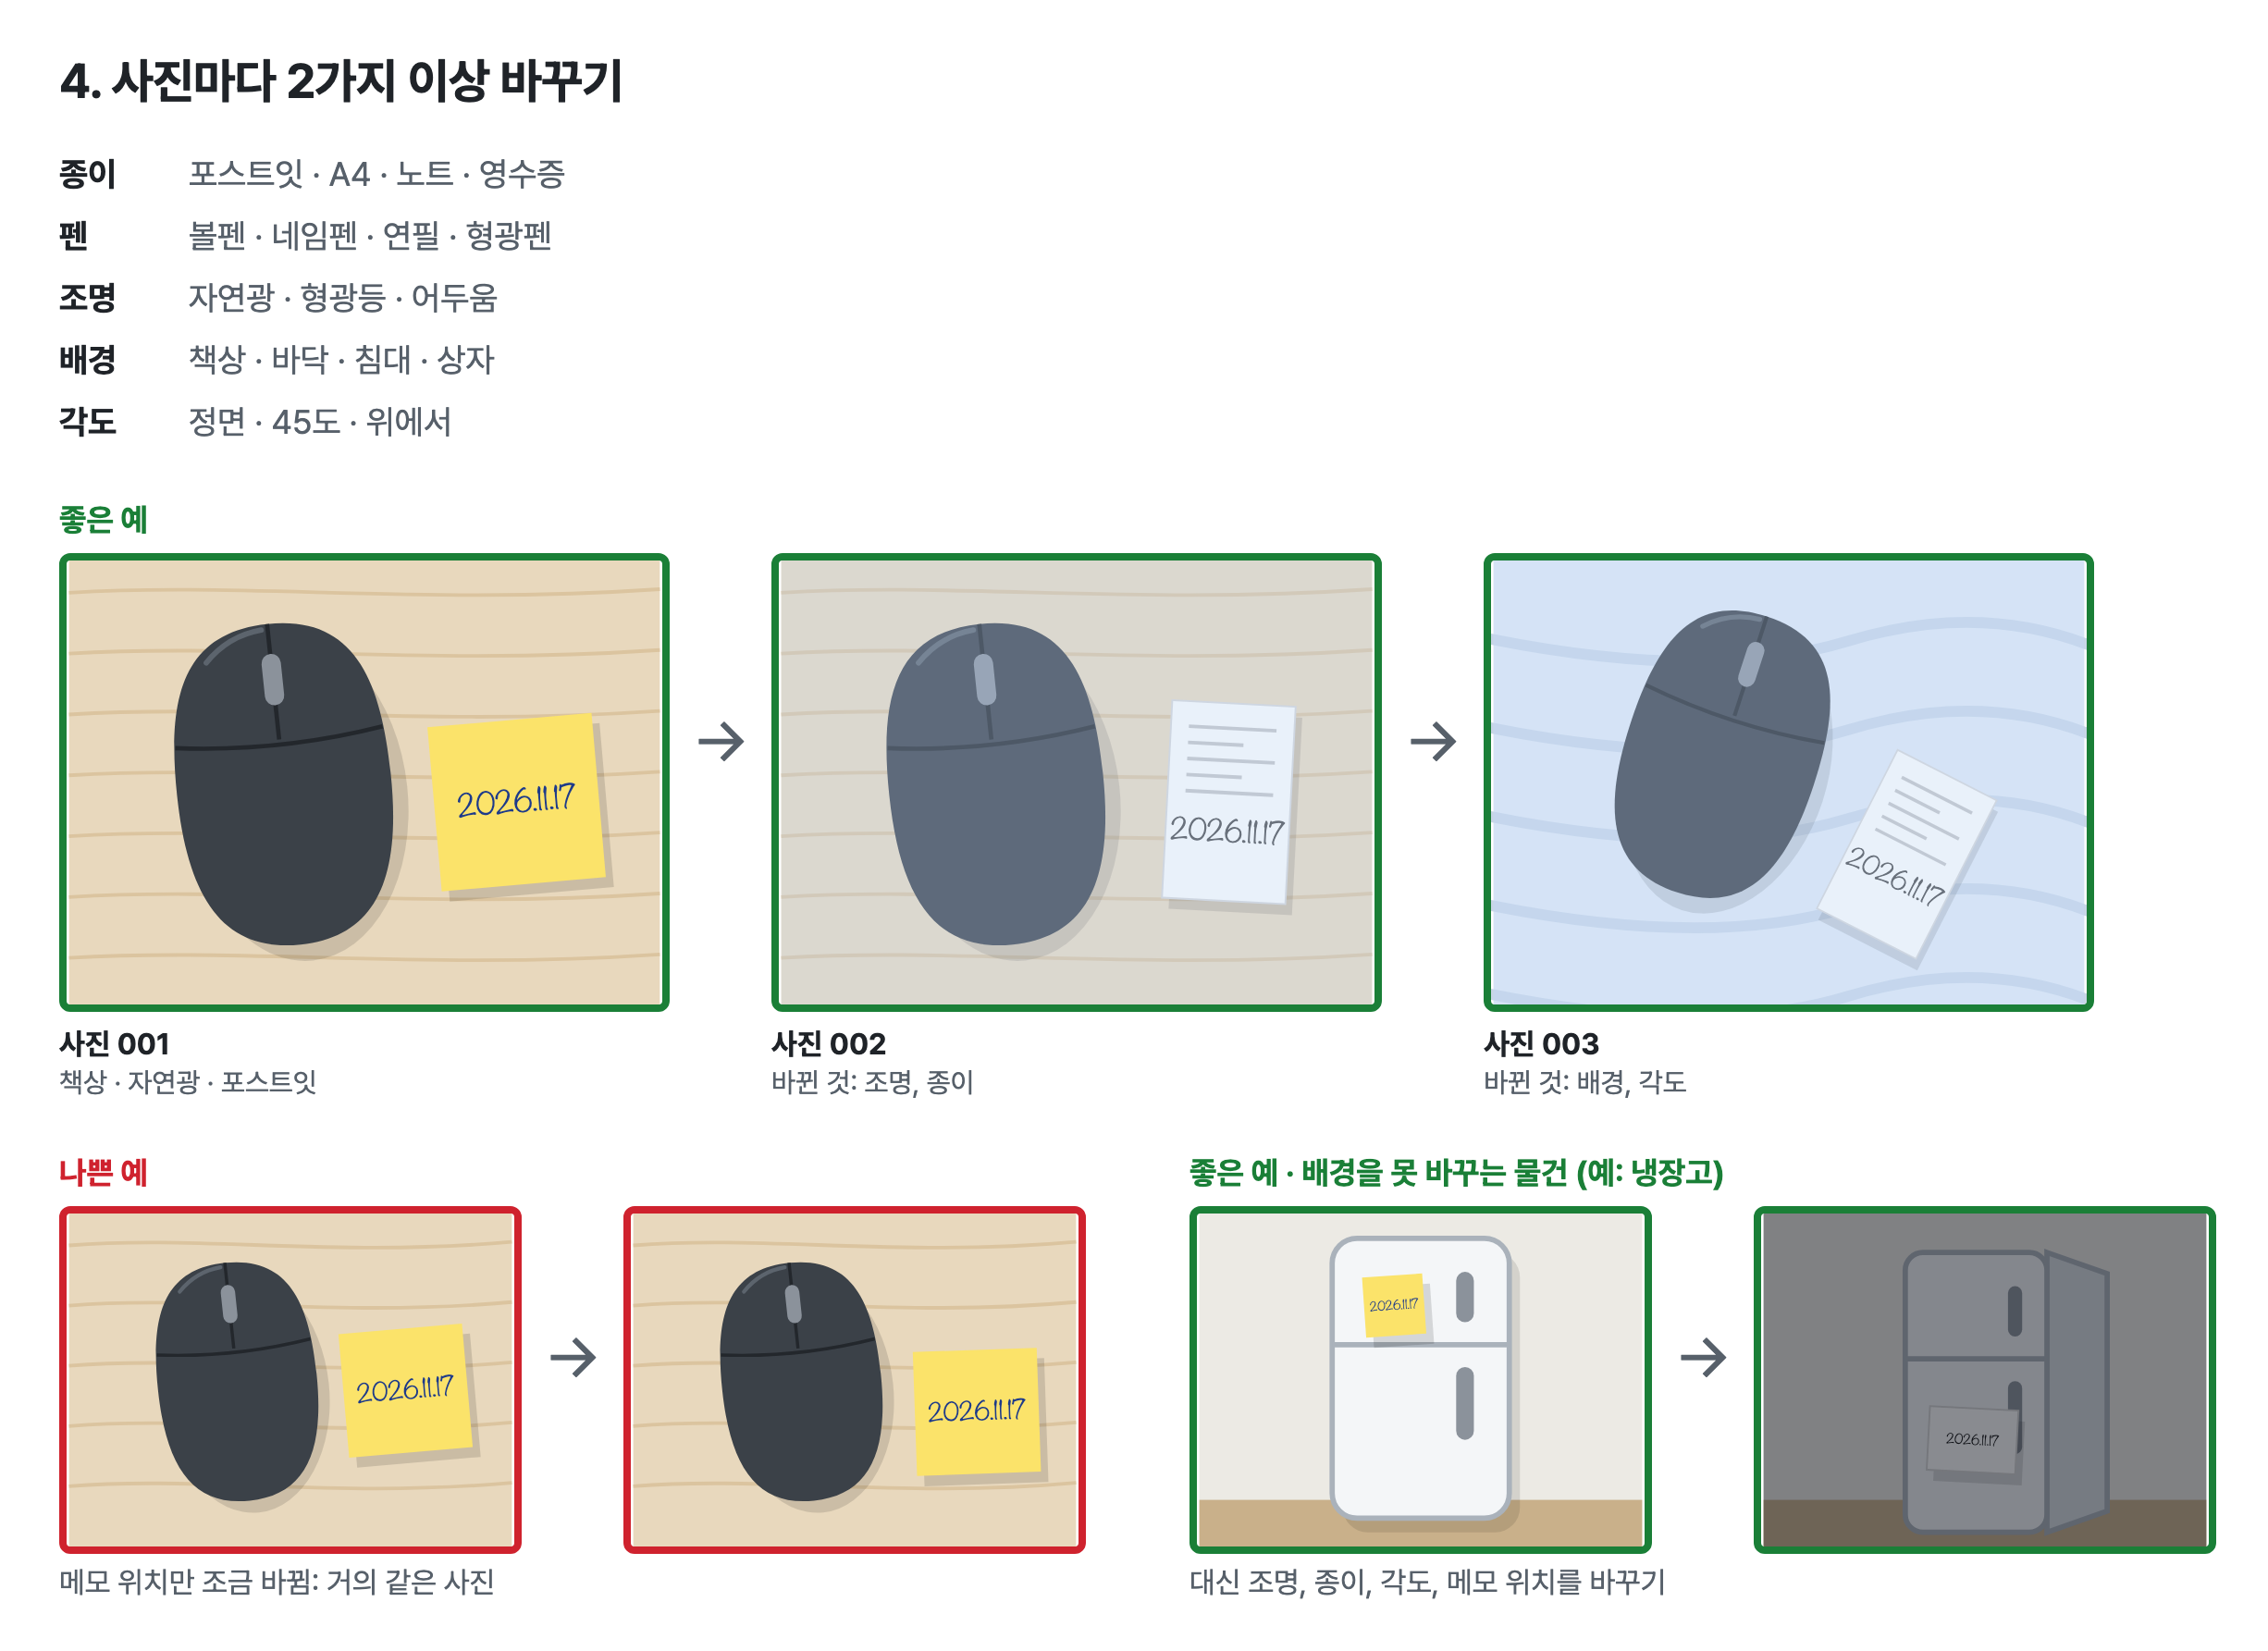 4. 사진마다 2가지 이상 바꾸기
종이 포스트잇 · A4 · 노트 · 영수증
펜 볼펜 · 네임펜 · 연필 · 형광펜
조명 자연광 · 형광등 · 어두움
배경 책상 · 바닥 · 침대 · 상자
각도 정면 · 45도 · 위에서
좋은 예
2026.11.17
2026.11.17
2026.11.17
사진 001
책상 · 자연광 · 포스트잇
사진 002
바뀐 것: 조명, 종이
사진 003
바뀐 것: 배경, 각도
나쁜 예
2026.11.17
2026.11.17
메모 위치만 조금 바뀜: 거의 같은 사진
좋은 예 · 배경을 못 바꾸는 물건 (예: 냉장고)
2026.11.17
2026.11.17
대신 조명, 종이, 각도, 메모 위치를 바꾸기